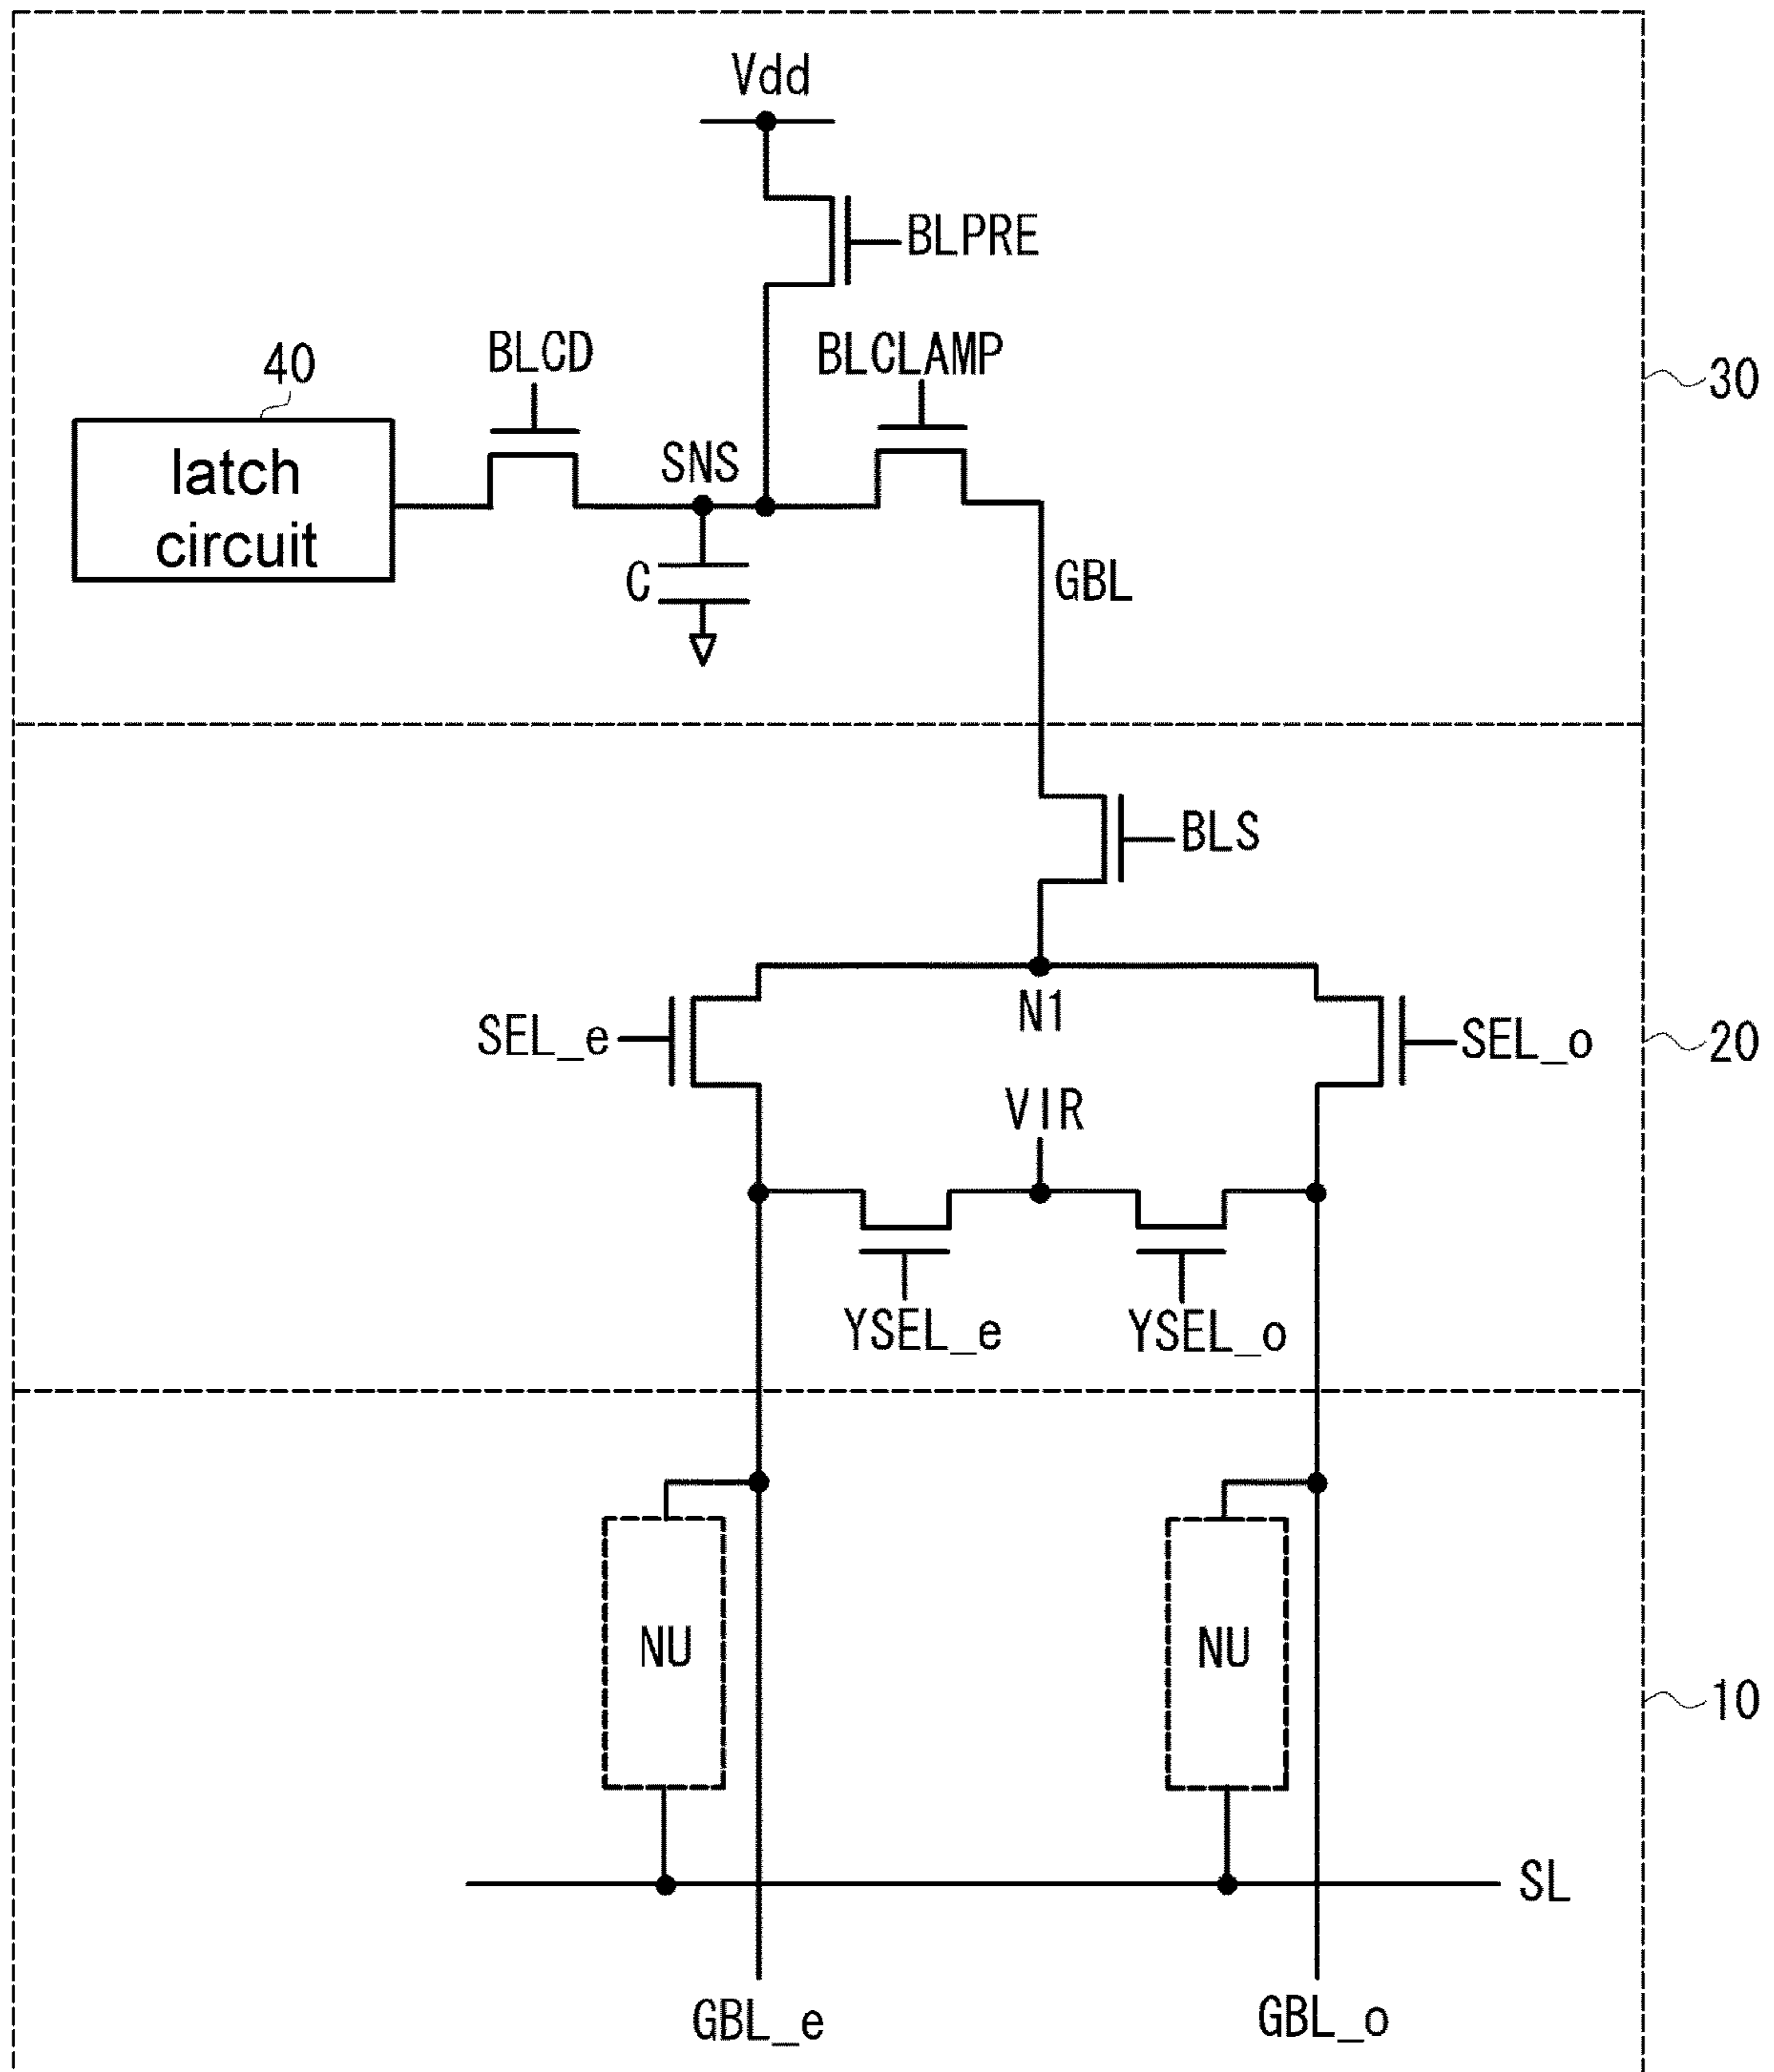 Vdd
BLPRE
BLCD
BLCLAMP
40
30
latch
circuit
SNS
C
GBL
BLS
N1
SEL_e
SEL_o
20
VIR
YSEL_e
YSEL_o
NU
NU
10
SL
GBL_e
GBL_o